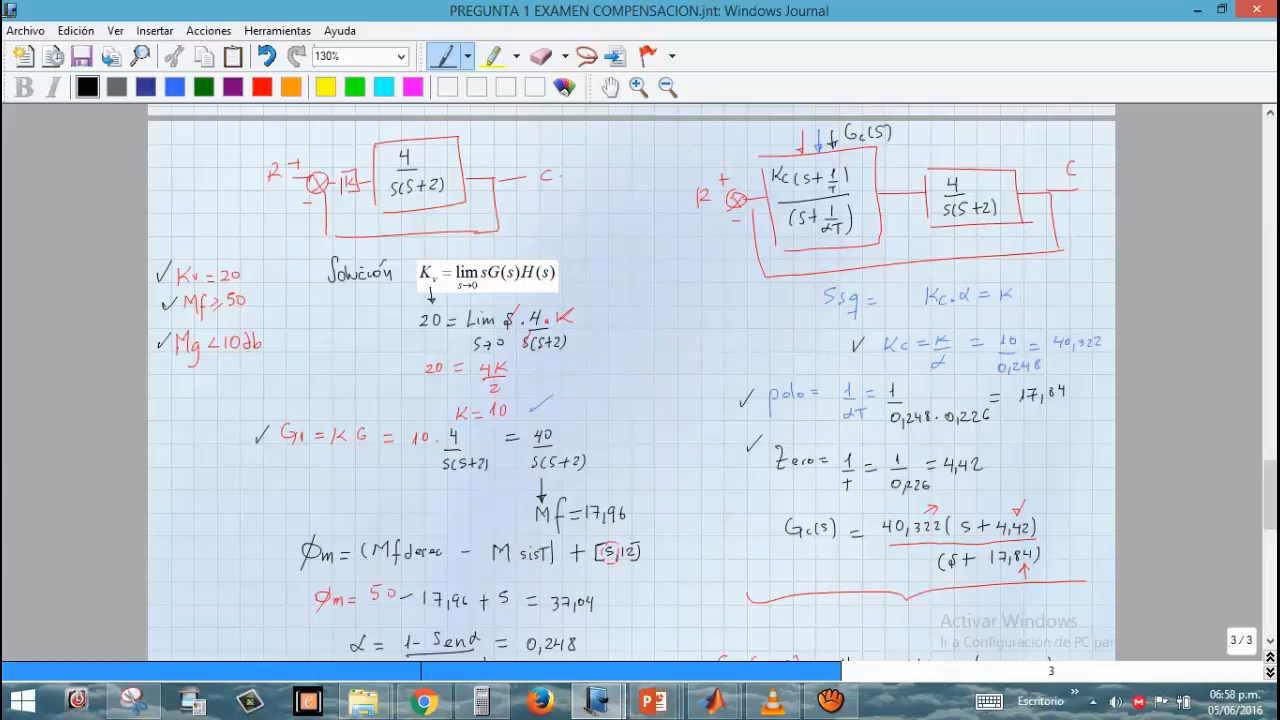 PREGUNTA 1 EXAMEN COMPENSACION.jnt: Windows Journal
Archivo Edición Ver Insertar Acciones Herramientas Ayuda
130%
B I
R + - K 4/s(s+2) C
Kv = 20
Mf ≥ 50
Mg < 10db
Solución Kv = lim s→0 sG(s)H(s)
20 = Lim s→0 s . 4 . K / s(s+2)
20 = 4K/2
K = 10
G1 = K G = 10 . 4/s(s+2) = 40/s(s+2)
Mf = 17,96
Øm = (Mf desec - M sist) + [5,12]
Øm = 50 - 17,96 + 5 = 37,04
α = 1 - Senα = 0,248
Gc(s)
R + - Kc(s+1/T) / (s+1/αT) 4/s(s+2) C
Ssq = Kc . α = K
Kc = K/α = 10/0,248 = 40,322
polo = 1/αT = 1/0,248 . 0,226 = 17,84
Zero = 1/T = 1/0,226 = 4,42
Gc(s) = 40,322(s + 4,42) / (s + 17,84)
Activar Windows
Ir a Configuración de PC par
3 / 3
3
Escritorio
06:58 p.m.
05/06/2016